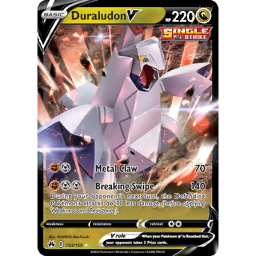 BASIC
Duraludon V
HP 220
SINGLE
STRIKE
Metal Claw 70
Breaking Swipe 140
During your opponent's next turn, the Defending
Pokémon's attacks do 30 less damage (before applying
Weakness and Resistance).
weakness
resistance
retreat
V rule
When your Pokémon V is Knocked Out,
your opponent takes 2 Prize cards.